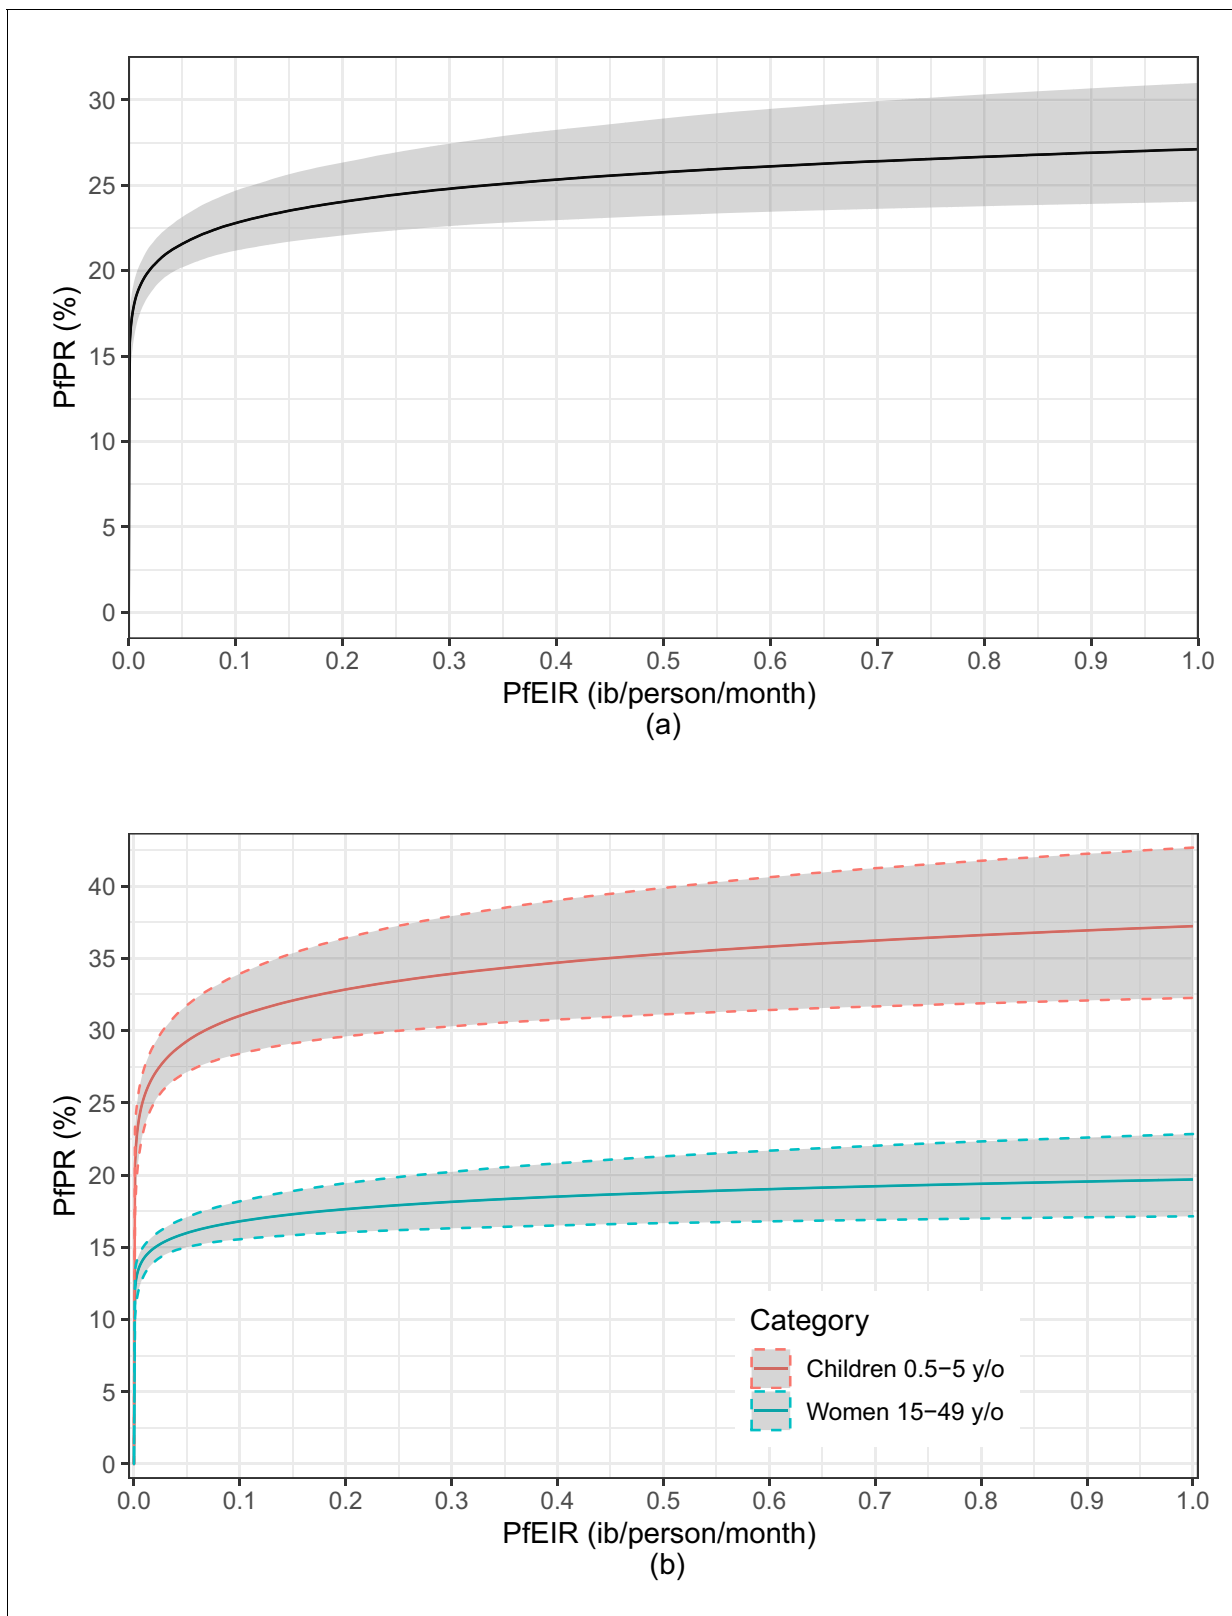 30
25
20
15
10
5
0
PfPR (%)
0.0 0.1 0.2 0.3 0.4 0.5 0.6 0.7 0.8 0.9 1.0
PfEIR (ib/person/month)
(a)
40
35
30
25
20
15
10
5
0
PfPR (%)
Category
Children 0.5−5 y/o
Women 15−49 y/o
0.0 0.1 0.2 0.3 0.4 0.5 0.6 0.7 0.8 0.9 1.0
PfEIR (ib/person/month)
(b)